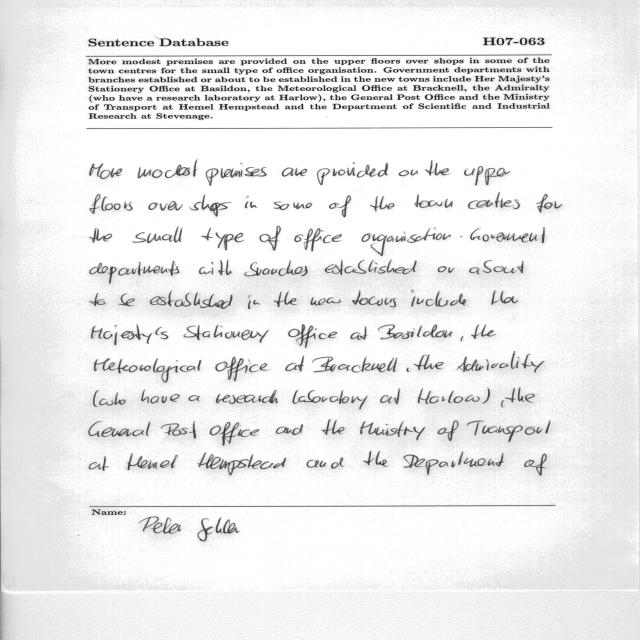 Sentence Database H07-063
More modest premises are provided on the upper floors over shops in some of the
town centres for the small type of office organisation. Government departments with
branches established or about to be established in the new towns include Her Majesty's
Stationery Office at Basildon, the Meteorological Office at Bracknell, the Admiralty
(who have a research laboratory at Harlow), the General Post Office and the Ministry
of Transport at Hemel Hempstead and the Department of Scientific and Industrial
Research at Stevenage.
More modest premises are provided on the upper
floors over shops in some of the town centres for
the small type of office organisation. Goverment
departments with branches established or about
to be established in the new towns include Her
Majesty's Stationery Office at Basildon, the
Meteorological Office at Bracknell, the Admirality
(who have a research laboratory at Harlow), the
General Post Office and the Ministry of Transport
at Hemel Hempstead and the Department of
Name:
Peter